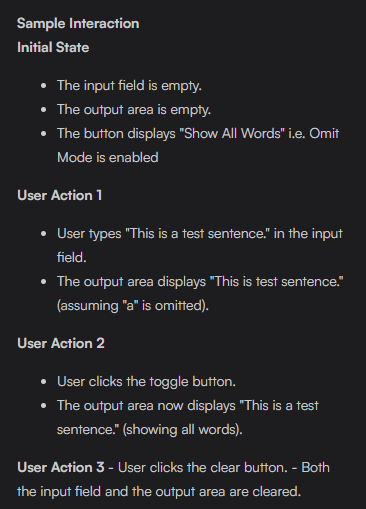 Sample Interaction
Initial State
• The input field is empty.
• The output area is empty.
• The button displays "Show All Words" i.e. Omit
Mode is enabled
User Action 1
• User types "This is a test sentence." in the input
field.
• The output area displays "This is test sentence."
(assuming "a" is omitted).
User Action 2
• User clicks the toggle button.
• The output area now displays "This is a test
sentence." (showing all words).
User Action 3 - User clicks the clear button. - Both
the input field and the output area are cleared.